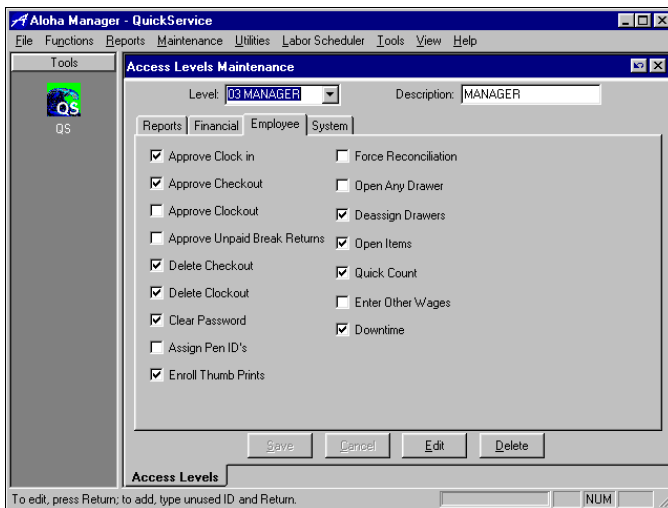 Aloha Manager - QuickService
File Functions Reports Maintenance Utilities Labor Scheduler Tools View Help
Tools
QS
QS
Access Levels Maintenance
Level: 03 MANAGER Description: MANAGER
Reports Financial Employee System
Approve Clock in
Approve Checkout
Approve Clockout
Approve Unpaid Break Returns
Delete Checkout
Delete Clockout
Clear Password
Assign Pen ID's
Enroll Thumb Prints
Force Reconciliation
Open Any Drawer
Deassign Drawers
Open Items
Quick Count
Enter Other Wages
Downtime
Save Cancel Edit Delete
Access Levels
To edit, press Return; to add, type unused ID and Return. NUM